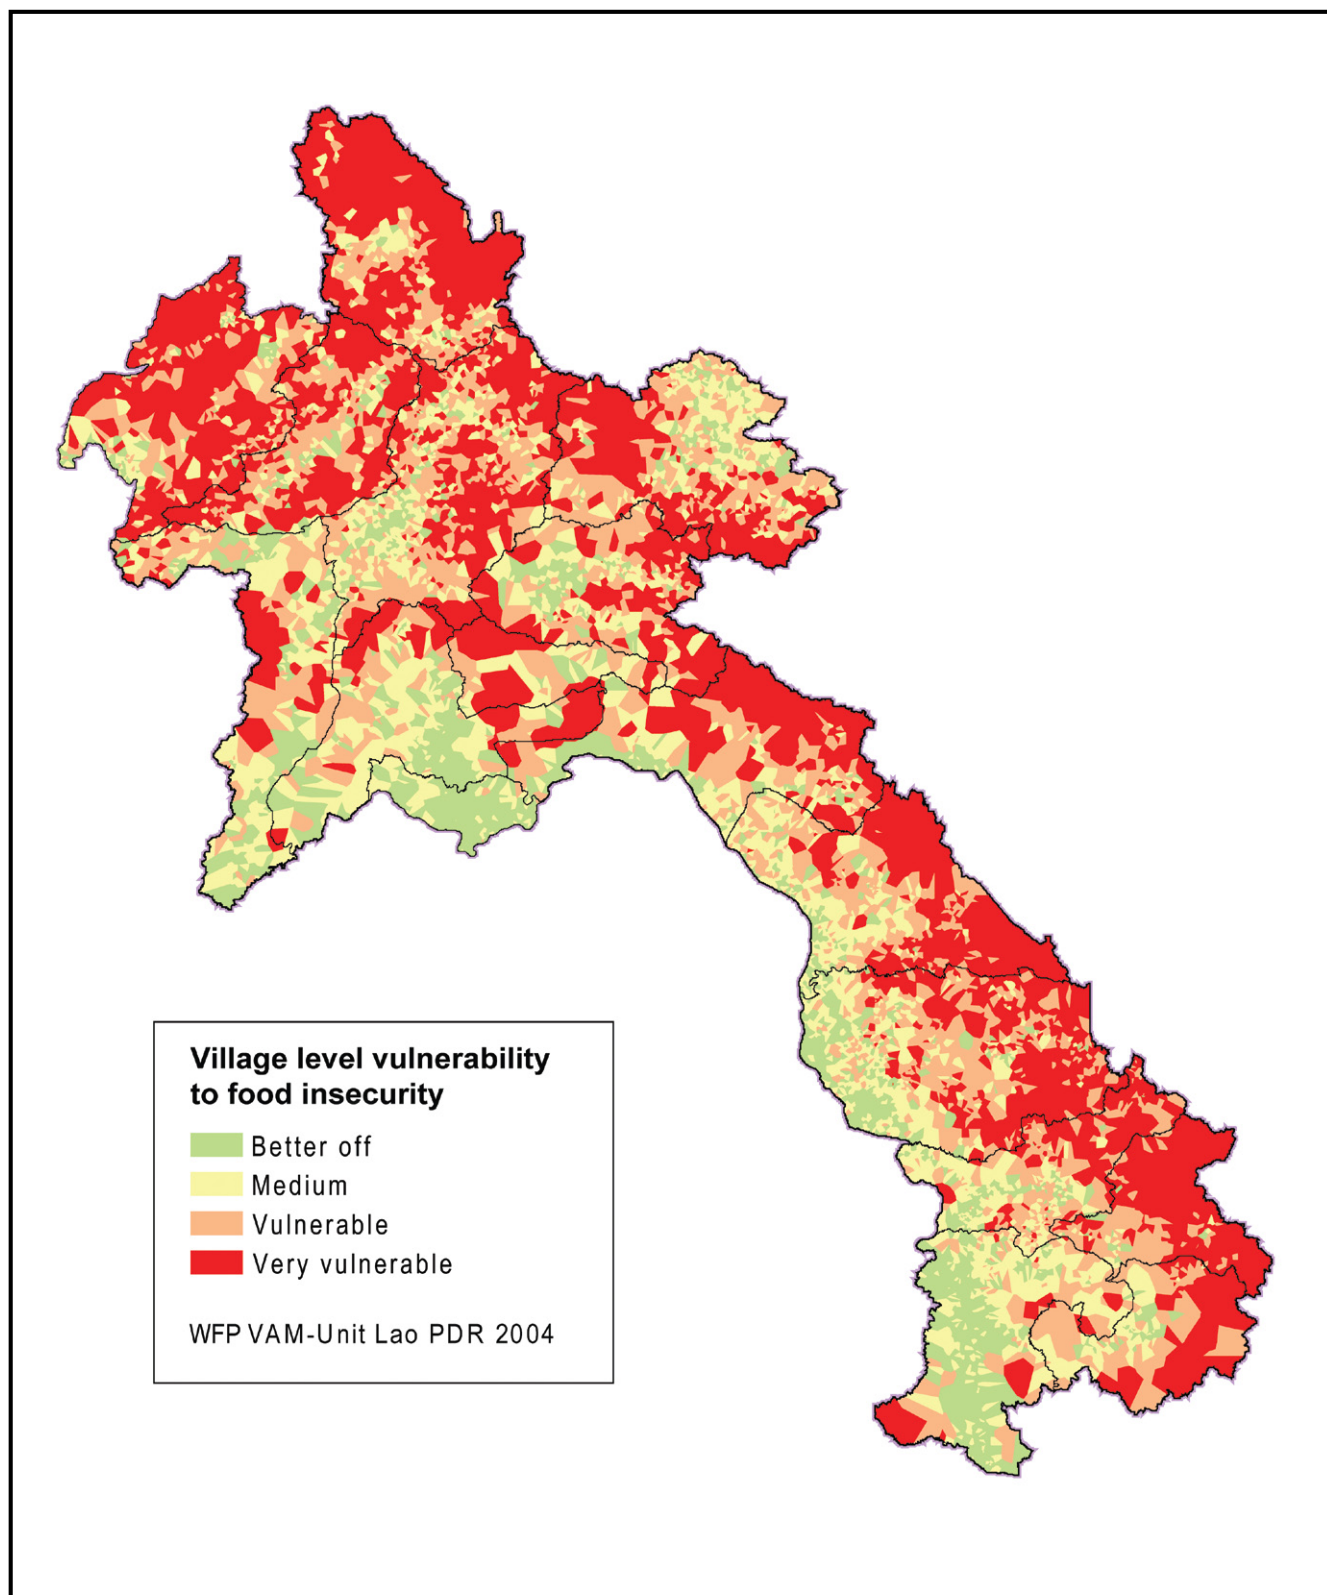 Village level vulnerability
to food insecurity
Better off
Medium
Vulnerable
Very vulnerable
WFP VAM-Unit Lao PDR 2004